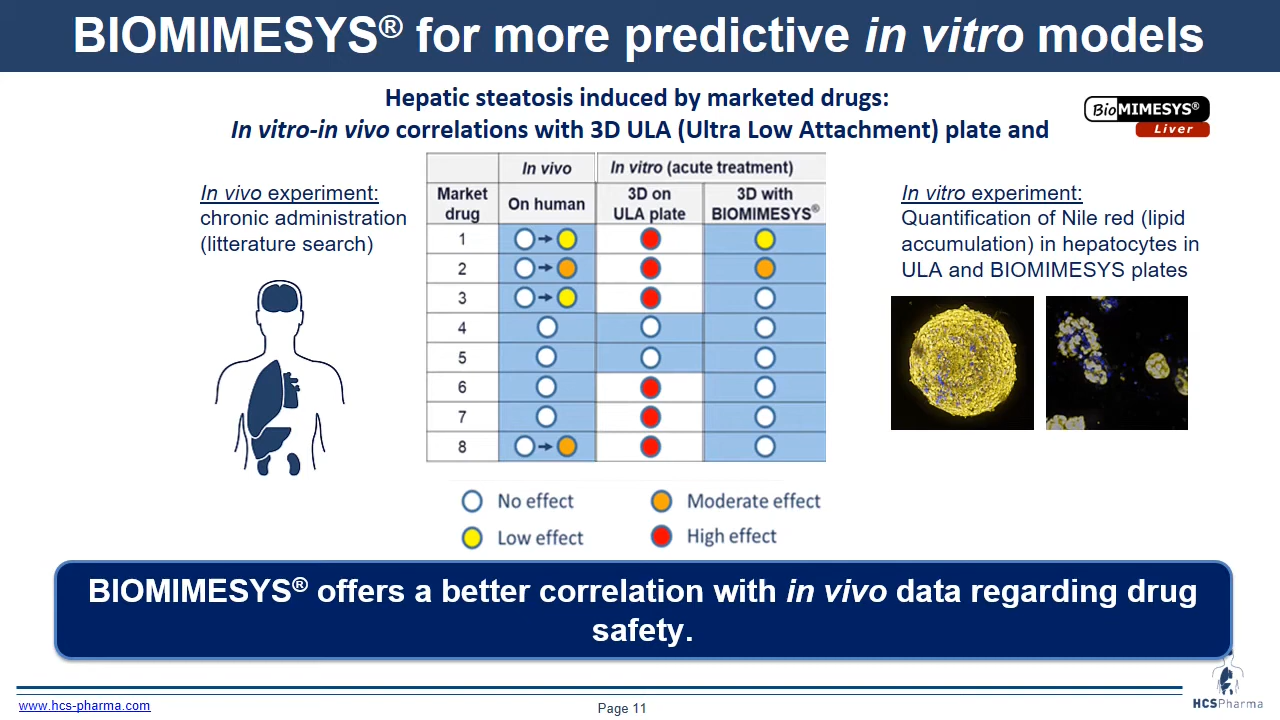 BIOMIMESYS® for more predictive in vitro models
Hepatic steatosis induced by marketed drugs:
In vitro-in vivo correlations with 3D ULA (Ultra Low Attachment) plate and
BioMIMESYS®
Liver
In vivo experiment:
chronic administration
(litterature search)
In vivo
In vitro (acute treatment)
Market
drug
On human
3D on
ULA plate
3D with
BIOMIMESYS®
1
2
3
4
5
6
7
8
No effect
Moderate effect
Low effect
High effect
In vitro experiment:
Quantification of Nile red (lipid
accumulation) in hepatocytes in
ULA and BIOMIMESYS plates
BIOMIMESYS® offers a better correlation with in vivo data regarding drug
safety.
www.hcs-pharma.com
Page 11
HCSPharma